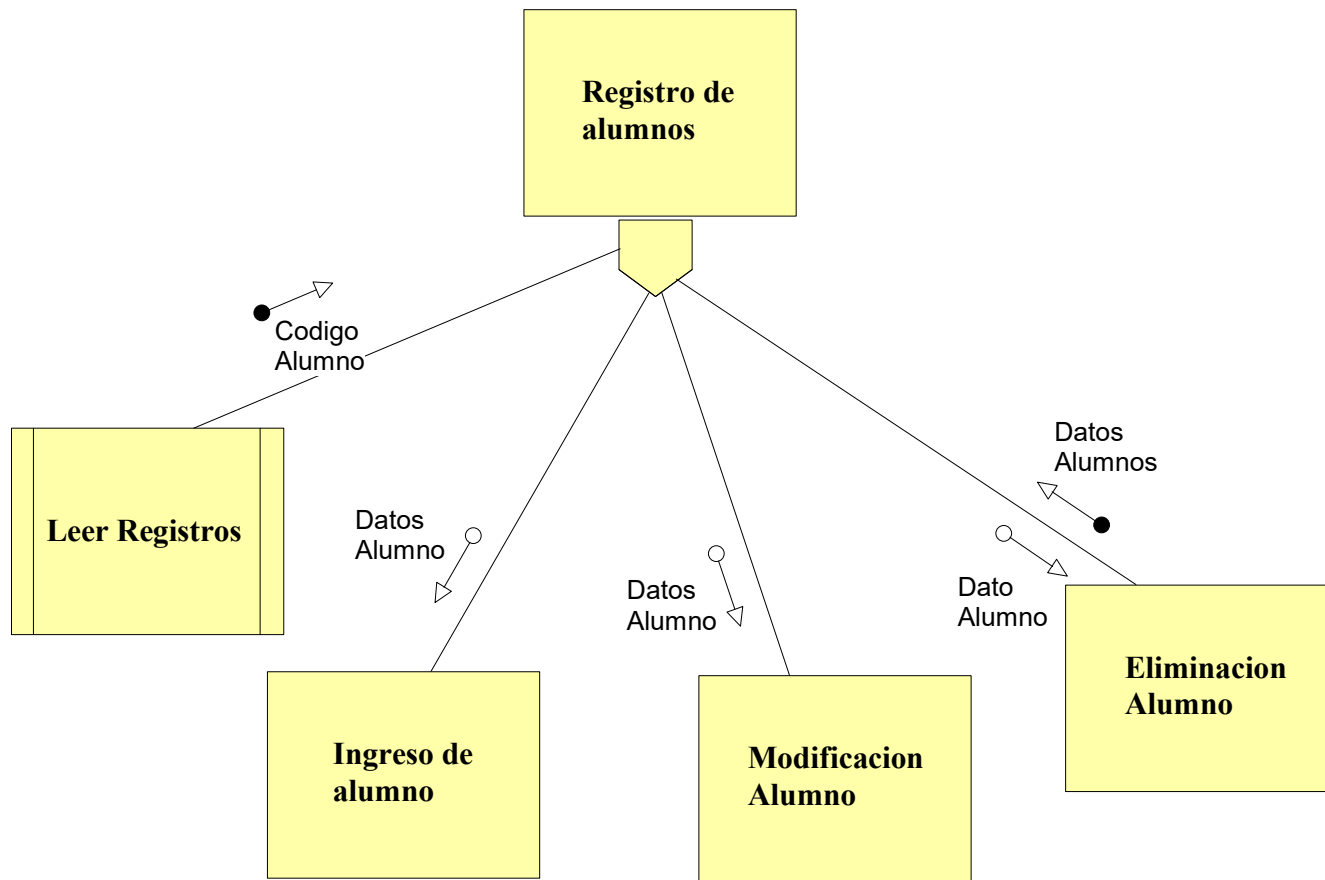 Registro de
alumnos
Codigo
Alumno
Datos
Alumnos
Leer Registros
Datos
Alumno
Datos
Alumno
Dato
Alumno
Eliminacion
Alumno
Ingreso de
alumno
Modificacion
Alumno